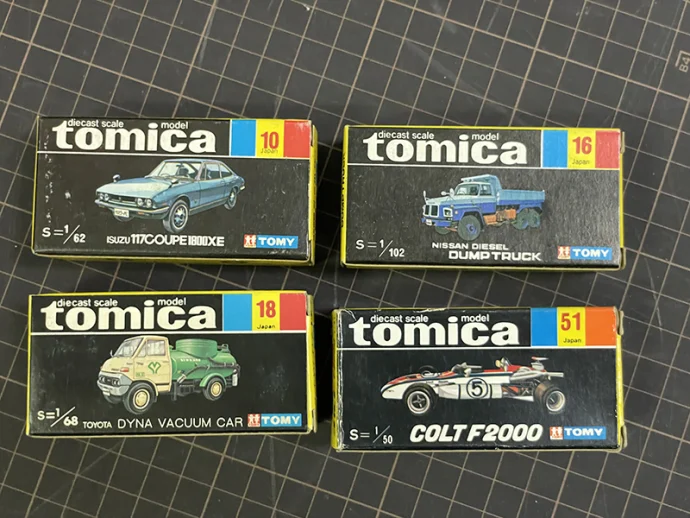 diecast scale model
tomica
10
Japan
S=1/62
ISUZU 117COUPE1800XE
TOMY
diecast scale model
tomica
16
Japan
S=1/102
NISSAN DIESEL
DUMP TRUCK
TOMY
diecast scale model
tomica
18
Japan
S=1/68
TOYOTA DYNA VACUUM CAR
TOMY
diecast scale model
tomica
51
Japan
5
S=1/50
COLT F2000
TOMY